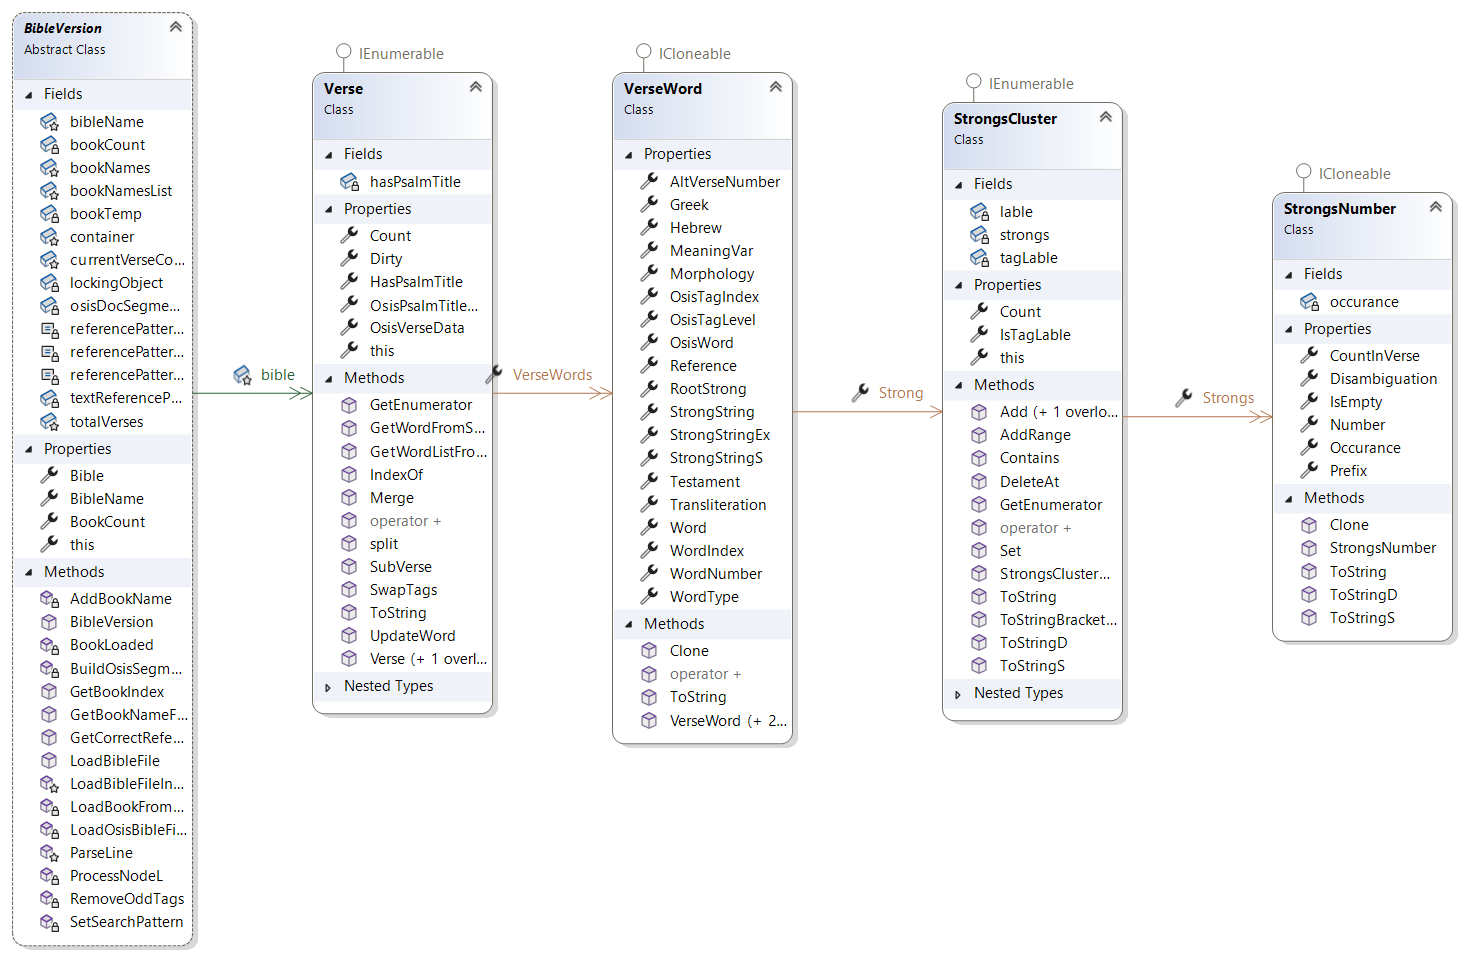 BibleVersion
Abstract Class
Fields
bibleName
bookCount
bookNames
bookNamesList
bookTemp
container
currentVerseCo...
lockingObject
osisDocSegme...
referencePatter...
referencePatter...
referencePatter...
textReferenceP...
totalVerses
Properties
Bible
BibleName
BookCount
this
Methods
AddBookName
BibleVersion
BookLoaded
BuildOsisSegm...
GetBookIndex
GetBookNameF...
GetCorrectRefe...
LoadBibleFile
LoadBibleFileIn...
LoadBookFrom...
LoadOsisBibleFi...
ParseLine
ProcessNodeL
RemoveOddTags
SetSearchPattern
bible
IEnumerable
Verse
Class
Fields
hasPsalmTitle
Properties
Count
Dirty
HasPsalmTitle
OsisPsalmTitle...
OsisVerseData
this
Methods
GetEnumerator
GetWordFromS...
GetWordListFro...
IndexOf
Merge
operator +
split
SubVerse
SwapTags
ToString
UpdateWord
Verse (+ 1 overl...
Nested Types
VerseWords
ICloneable
VerseWord
Class
Properties
AltVerseNumber
Greek
Hebrew
MeaningVar
Morphology
OsisTagIndex
OsisTagLevel
OsisWord
Reference
RootStrong
StrongString
StrongStringEx
StrongStringS
Testament
Transliteration
Word
WordIndex
WordNumber
WordType
Methods
Clone
operator +
ToString
VerseWord (+ 2...
Strong
IEnumerable
StrongsCluster
Class
Fields
lable
strongs
tagLable
Properties
Count
IsTagLable
this
Methods
Add (+ 1 overlo...
AddRange
Contains
DeleteAt
GetEnumerator
operator +
Set
StrongsCluster...
ToString
ToStringBracket...
ToStringD
ToStringS
Nested Types
Strongs
ICloneable
StrongsNumber
Class
Fields
occurance
Properties
CountInVerse
Disambiguation
IsEmpty
Number
Occurance
Prefix
Methods
Clone
StrongsNumber
ToString
ToStringD
ToStringS